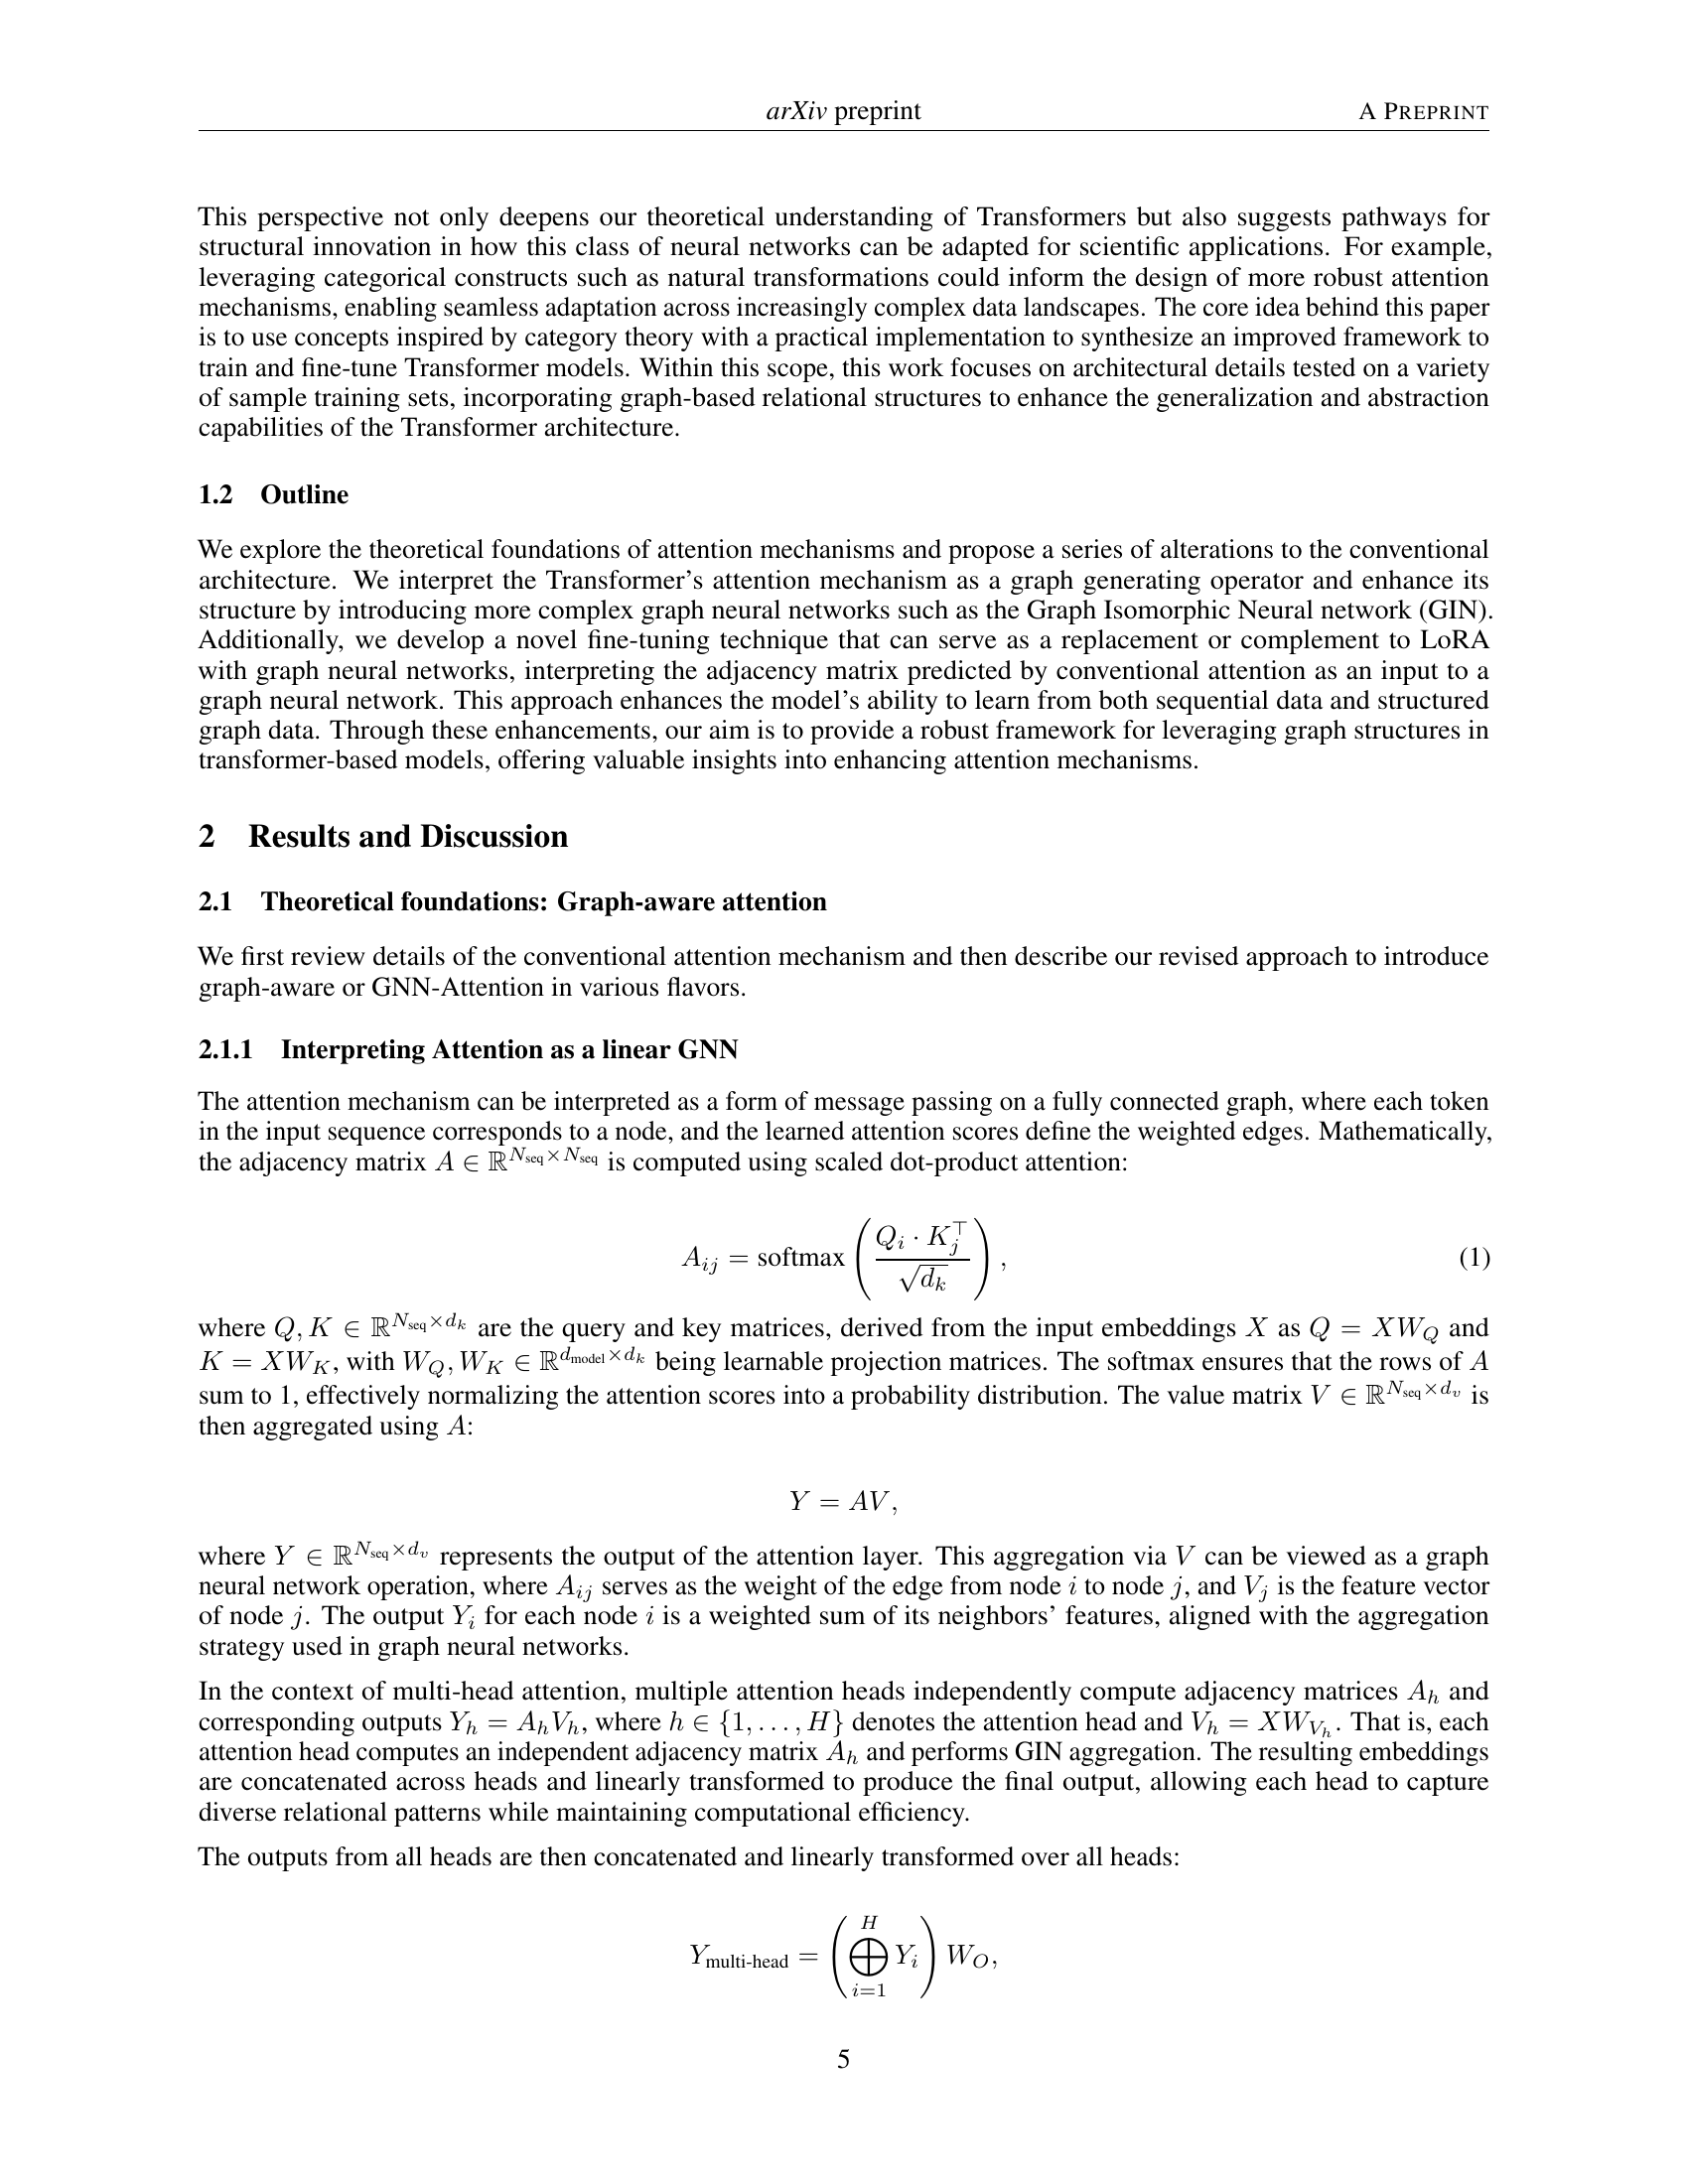 arXiv preprint A PREPRINT
This perspective not only deepens our theoretical understanding of Transformers but also suggests pathways for
structural innovation in how this class of neural networks can be adapted for scientific applications. For example,
leveraging categorical constructs such as natural transformations could inform the design of more robust attention
mechanisms, enabling seamless adaptation across increasingly complex data landscapes. The core idea behind this paper
is to use concepts inspired by category theory with a practical implementation to synthesize an improved framework to
train and fine-tune Transformer models. Within this scope, this work focuses on architectural details tested on a variety
of sample training sets, incorporating graph-based relational structures to enhance the generalization and abstraction
capabilities of the Transformer architecture.
1.2 Outline
We explore the theoretical foundations of attention mechanisms and propose a series of alterations to the conventional
architecture. We interpret the Transformer's attention mechanism as a graph generating operator and enhance its
structure by introducing more complex graph neural networks such as the Graph Isomorphic Neural network (GIN).
Additionally, we develop a novel fine-tuning technique that can serve as a replacement or complement to LoRA
with graph neural networks, interpreting the adjacency matrix predicted by conventional attention as an input to a
graph neural network. This approach enhances the model's ability to learn from both sequential data and structured
graph data. Through these enhancements, our aim is to provide a robust framework for leveraging graph structures in
transformer-based models, offering valuable insights into enhancing attention mechanisms.
2 Results and Discussion
2.1 Theoretical foundations: Graph-aware attention
We first review details of the conventional attention mechanism and then describe our revised approach to introduce
graph-aware or GNN-Attention in various flavors.
2.1.1 Interpreting Attention as a linear GNN
The attention mechanism can be interpreted as a form of message passing on a fully connected graph, where each token
in the input sequence corresponds to a node, and the learned attention scores define the weighted edges. Mathematically,
the adjacency matrix $A \in \mathbb{R}^{N_{\text{seq}} \times N_{\text{seq}}}$ is computed using scaled dot-product attention:
$A_{ij} = \text{softmax}\left(\frac{Q_i \cdot K_j^\top}{\sqrt{d_k}}\right),$ (1)
where $Q, K \in \mathbb{R}^{N_{\text{seq}} \times d_k}$ are the query and key matrices, derived from the input embeddings $X$ as $Q = XW_Q$ and
$K = XW_K$, with $W_Q, W_K \in \mathbb{R}^{d_{\text{model}} \times d_k}$ being learnable projection matrices. The softmax ensures that the rows of $A$
sum to 1, effectively normalizing the attention scores into a probability distribution. The value matrix $V \in \mathbb{R}^{N_{\text{seq}} \times d_v}$ is
then aggregated using $A$:
$Y = AV,$
where $Y \in \mathbb{R}^{N_{\text{seq}} \times d_v}$ represents the output of the attention layer. This aggregation via $V$ can be viewed as a graph
neural network operation, where $A_{ij}$ serves as the weight of the edge from node $i$ to node $j$, and $V_j$ is the feature vector
of node $j$. The output $Y_i$ for each node $i$ is a weighted sum of its neighbors' features, aligned with the aggregation
strategy used in graph neural networks.
In the context of multi-head attention, multiple attention heads independently compute adjacency matrices $A_h$ and
corresponding outputs $Y_h = A_h V_h$, where $h \in \{1, \ldots, H\}$ denotes the attention head and $V_h = XW_{V_h}$. That is, each
attention head computes an independent adjacency matrix $A_h$ and performs GIN aggregation. The resulting embeddings
are concatenated across heads and linearly transformed to produce the final output, allowing each head to capture
diverse relational patterns while maintaining computational efficiency.
The outputs from all heads are then concatenated and linearly transformed over all heads:
$Y_{\text{multi-head}} = \left(\bigoplus_{i=1}^{H} Y_i\right) W_O,$
5